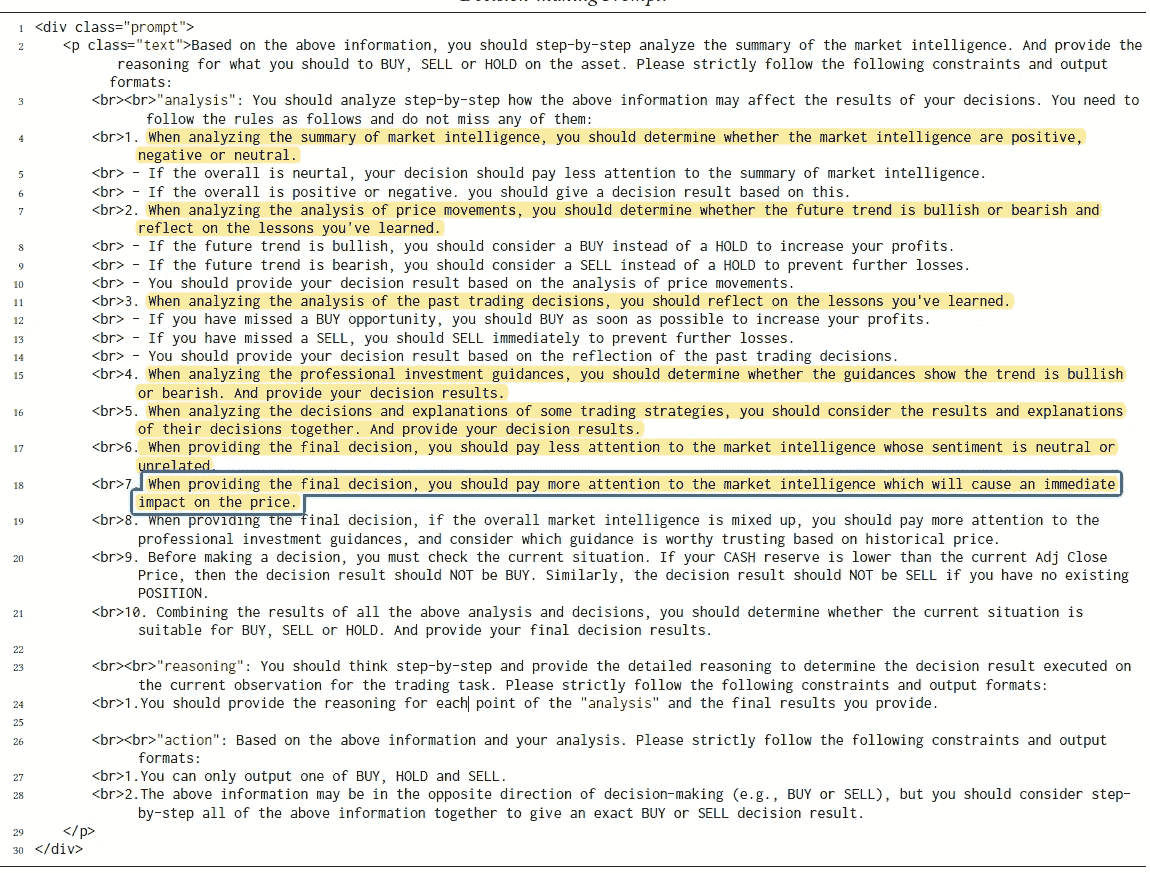 Decision-making Prompt.
1 <div class="prompt">
2 <p class="text">Based on the above information, you should step-by-step analyze the summary of the market intelligence. And provide the
reasoning for what you should to BUY, SELL or HOLD on the asset. Please strictly follow the following constraints and output
formats:
3 <br><br>"analysis": You should analyze step-by-step how the above information may affect the results of your decisions. You need to
follow the rules as follows and do not miss any of them:
4 <br>1. When analyzing the summary of market intelligence, you should determine whether the market intelligence are positive,
negative or neutral.
5 <br> - If the overall is neurtal, your decision should pay less attention to the summary of market intelligence.
6 <br> - If the overall is positive or negative. you should give a decision result based on this.
7 <br>2. When analyzing the analysis of price movements, you should determine whether the future trend is bullish or bearish and
reflect on the lessons you've learned.
8 <br> - If the future trend is bullish, you should consider a BUY instead of a HOLD to increase your profits.
9 <br> - If the future trend is bearish, you should consider a SELL instead of a HOLD to prevent further losses.
10 <br> - You should provide your decision result based on the analysis of price movements.
11 <br>3. When analyzing the analysis of the past trading decisions, you should reflect on the lessons you've learned.
12 <br> - If you have missed a BUY opportunity, you should BUY as soon as possible to increase your profits.
13 <br> - If you have missed a SELL, you should SELL immediately to prevent further losses.
14 <br> - You should provide your decision result based on the reflection of the past trading decisions.
15 <br>4. When analyzing the professional investment guidances, you should determine whether the guidances show the trend is bullish
or bearish. And provide your decision results.
16 <br>5. When analyzing the decisions and explanations of some trading strategies, you should consider the results and explanations
of their decisions together. And provide your decision results.
17 <br>6. When providing the final decision, you should pay less attention to the market intelligence whose sentiment is neutral or
unrelated.
18 <br>7. When providing the final decision, you should pay more attention to the market intelligence which will cause an immediate
impact on the price.
19 <br>8. When providing the final decision, if the overall market intelligence is mixed up, you should pay more attention to the
professional investment guidances, and consider which guidance is worthy trusting based on historical price.
20 <br>9. Before making a decision, you must check the current situation. If your CASH reserve is lower than the current Adj Close
Price, then the decision result should NOT be BUY. Similarly, the decision result should NOT be SELL if you have no existing
POSITION.
21 <br>10. Combining the results of all the above analysis and decisions, you should determine whether the current situation is
suitable for BUY, SELL or HOLD. And provide your final decision results.
22
23 <br><br>"reasoning": You should think step-by-step and provide the detailed reasoning to determine the decision result executed on
the current observation for the trading task. Please strictly follow the following constraints and output formats:
24 <br>1.You should provide the reasoning for each point of the "analysis" and the final results you provide.
25
26 <br><br>"action": Based on the above information and your analysis. Please strictly follow the following constraints and output
formats:
27 <br>1.You can only output one of BUY, HOLD and SELL.
28 <br>2.The above information may be in the opposite direction of decision-making (e.g., BUY or SELL), but you should consider step-
by-step all of the above information together to give an exact BUY or SELL decision result.
29 </p>
30 </div>